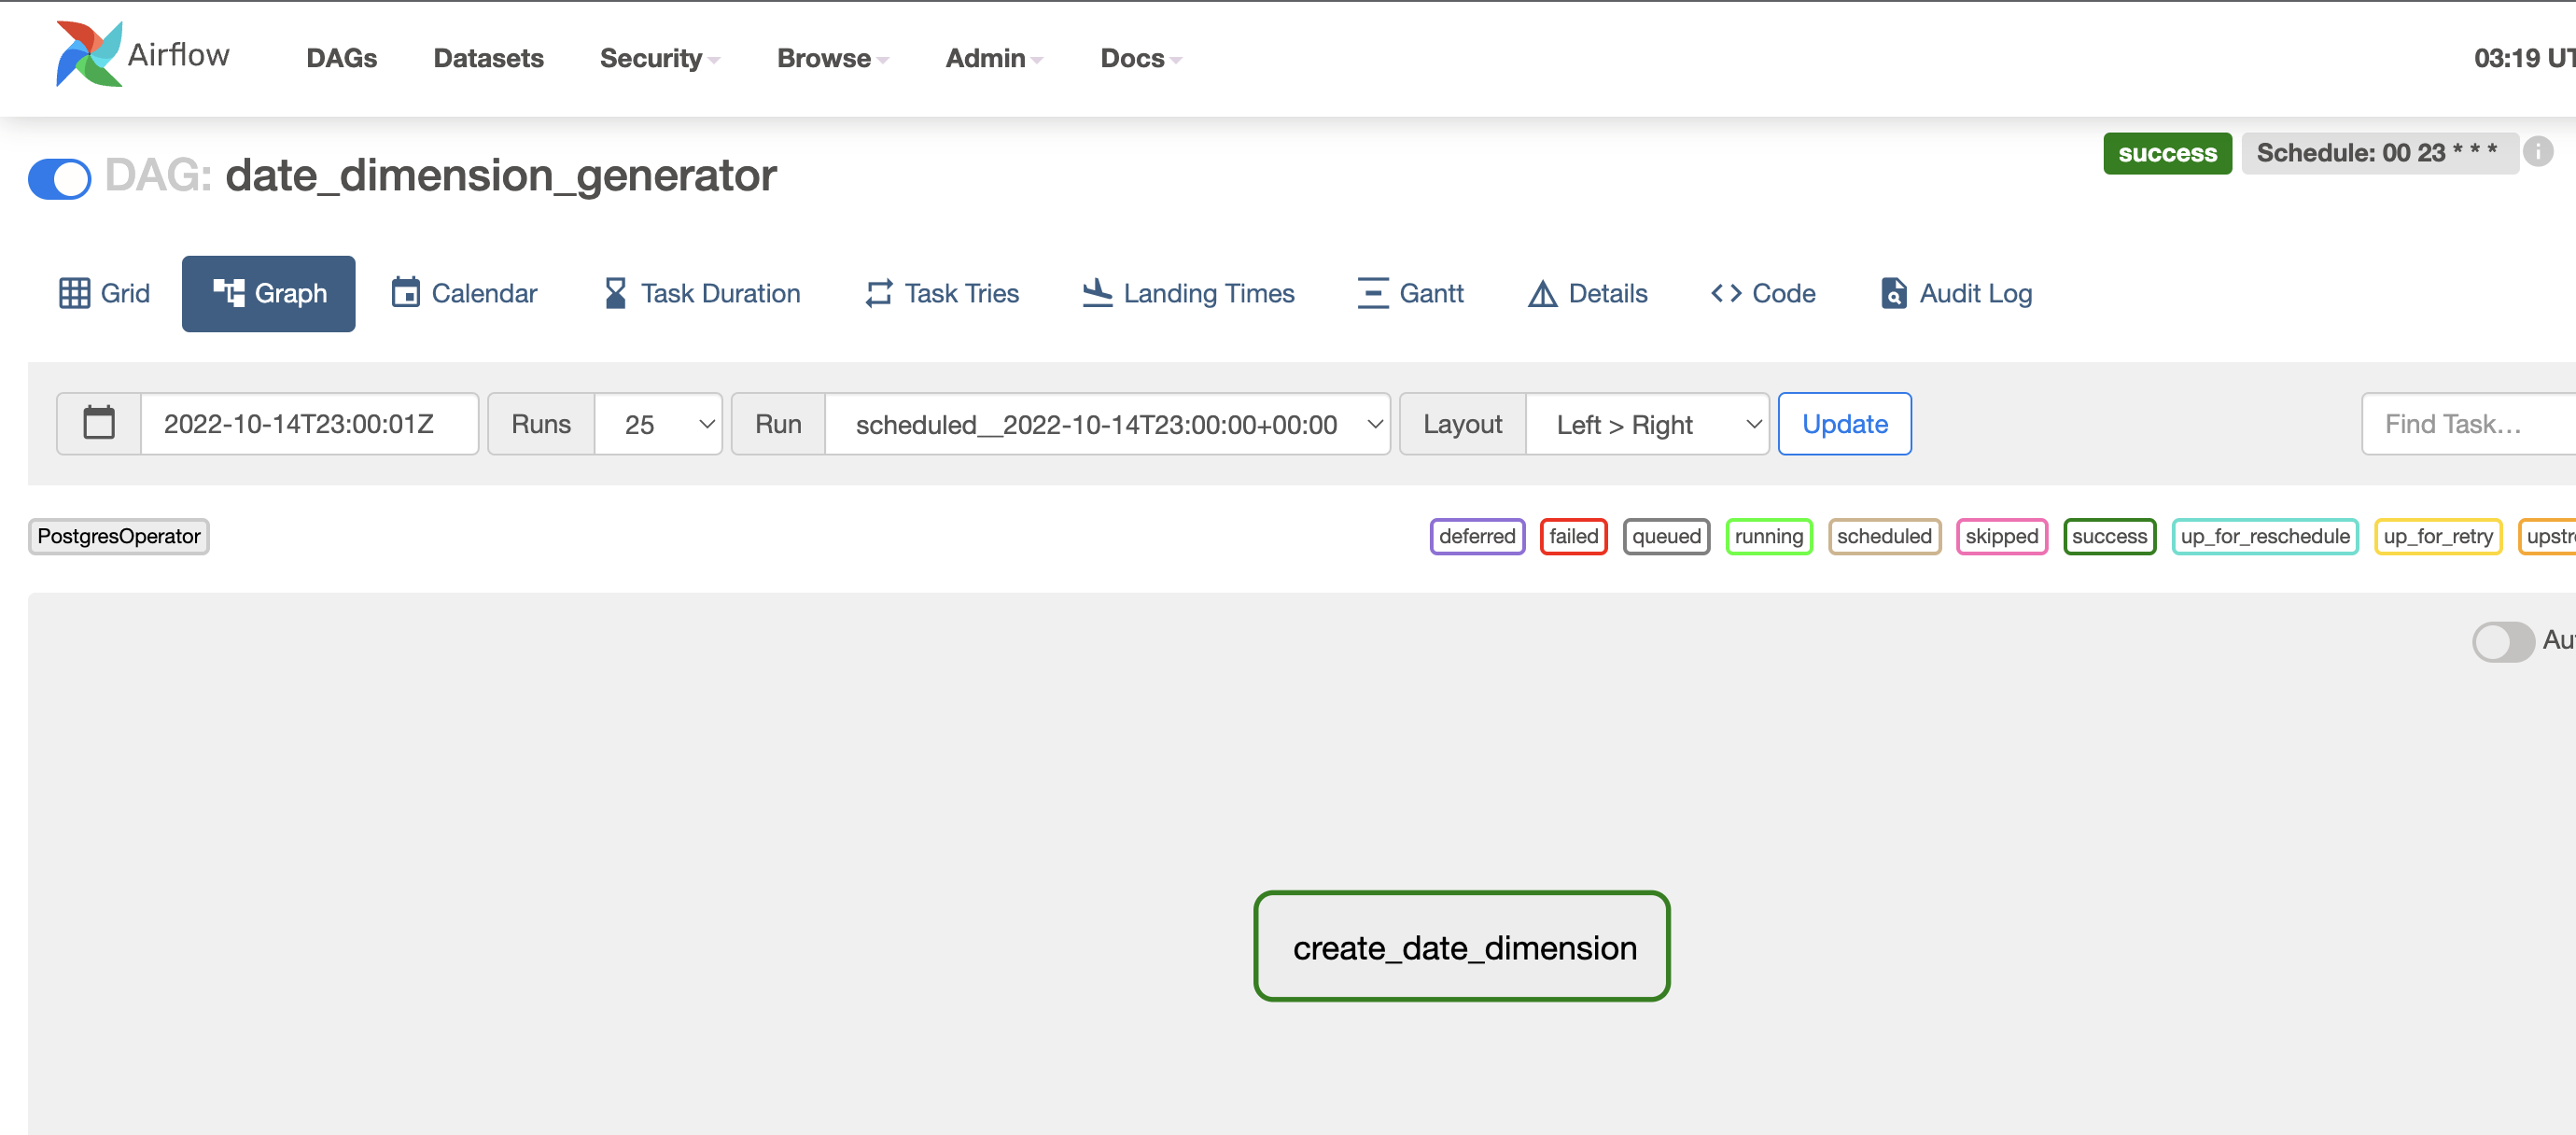 Airflow DAGs Datasets Security Browse Admin Docs 03:19 UT
DAG: date_dimension_generator success Schedule: 00 23 * * *
Grid Graph Calendar Task Duration Task Tries Landing Times Gantt Details Code Audit Log
2022-10-14T23:00:01Z Runs 25 Run scheduled__2022-10-14T23:00:00+00:00 Layout Left > Right Update Find Task…
PostgresOperator deferred failed queued running scheduled skipped success up_for_reschedule up_for_retry upstr
Au
create_date_dimension